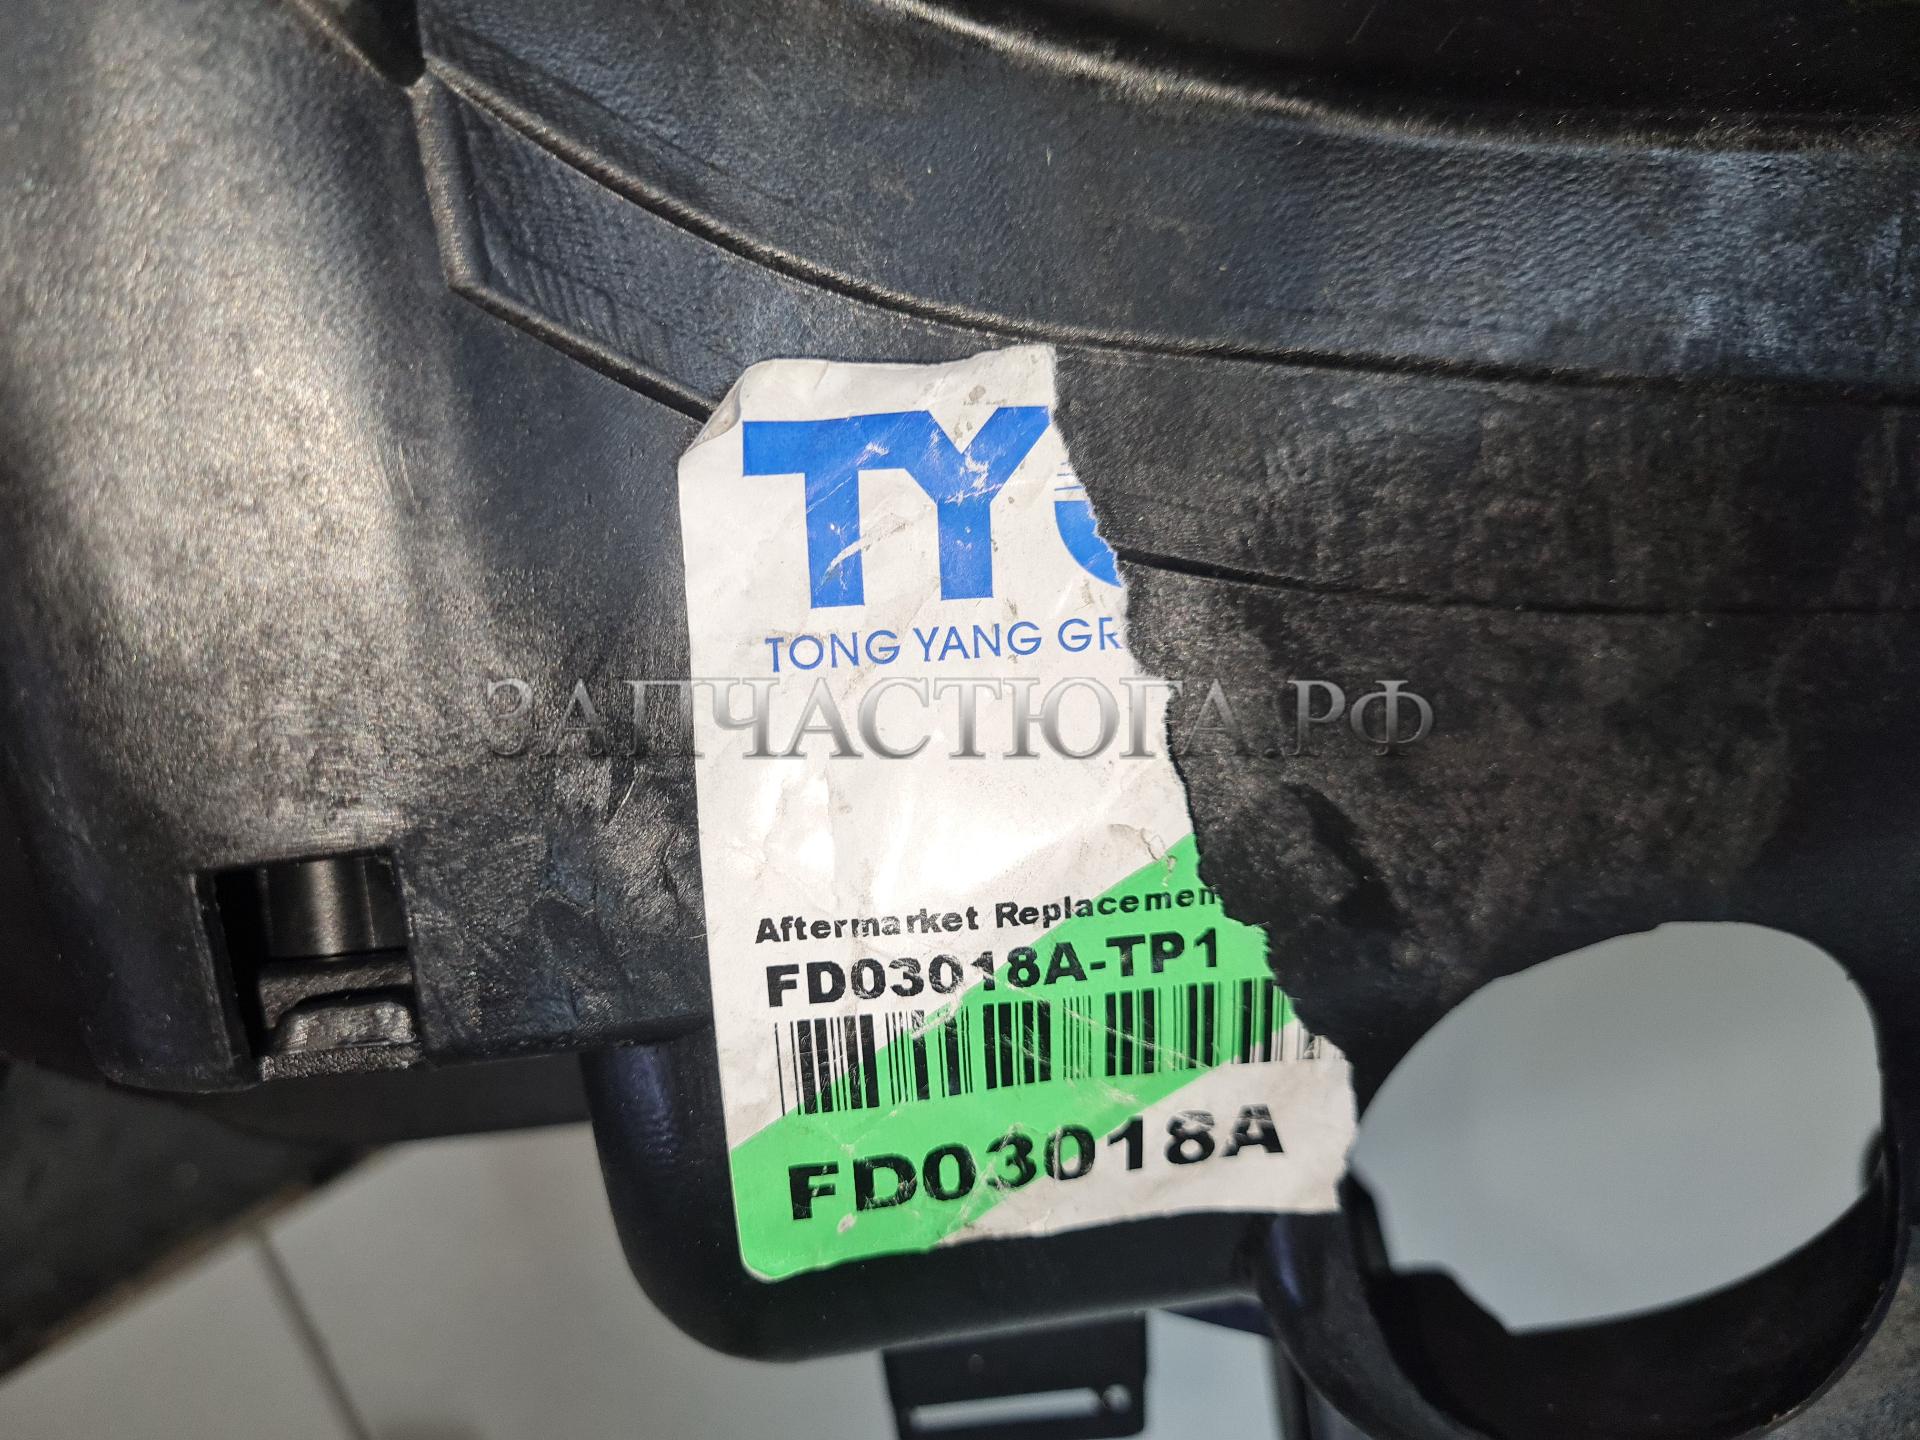 TY
TONG YANG GR
ЗАПЧАСТЮГА.РФ
Aftermarket Replacemen
FD03018A-TP1
FD03018A